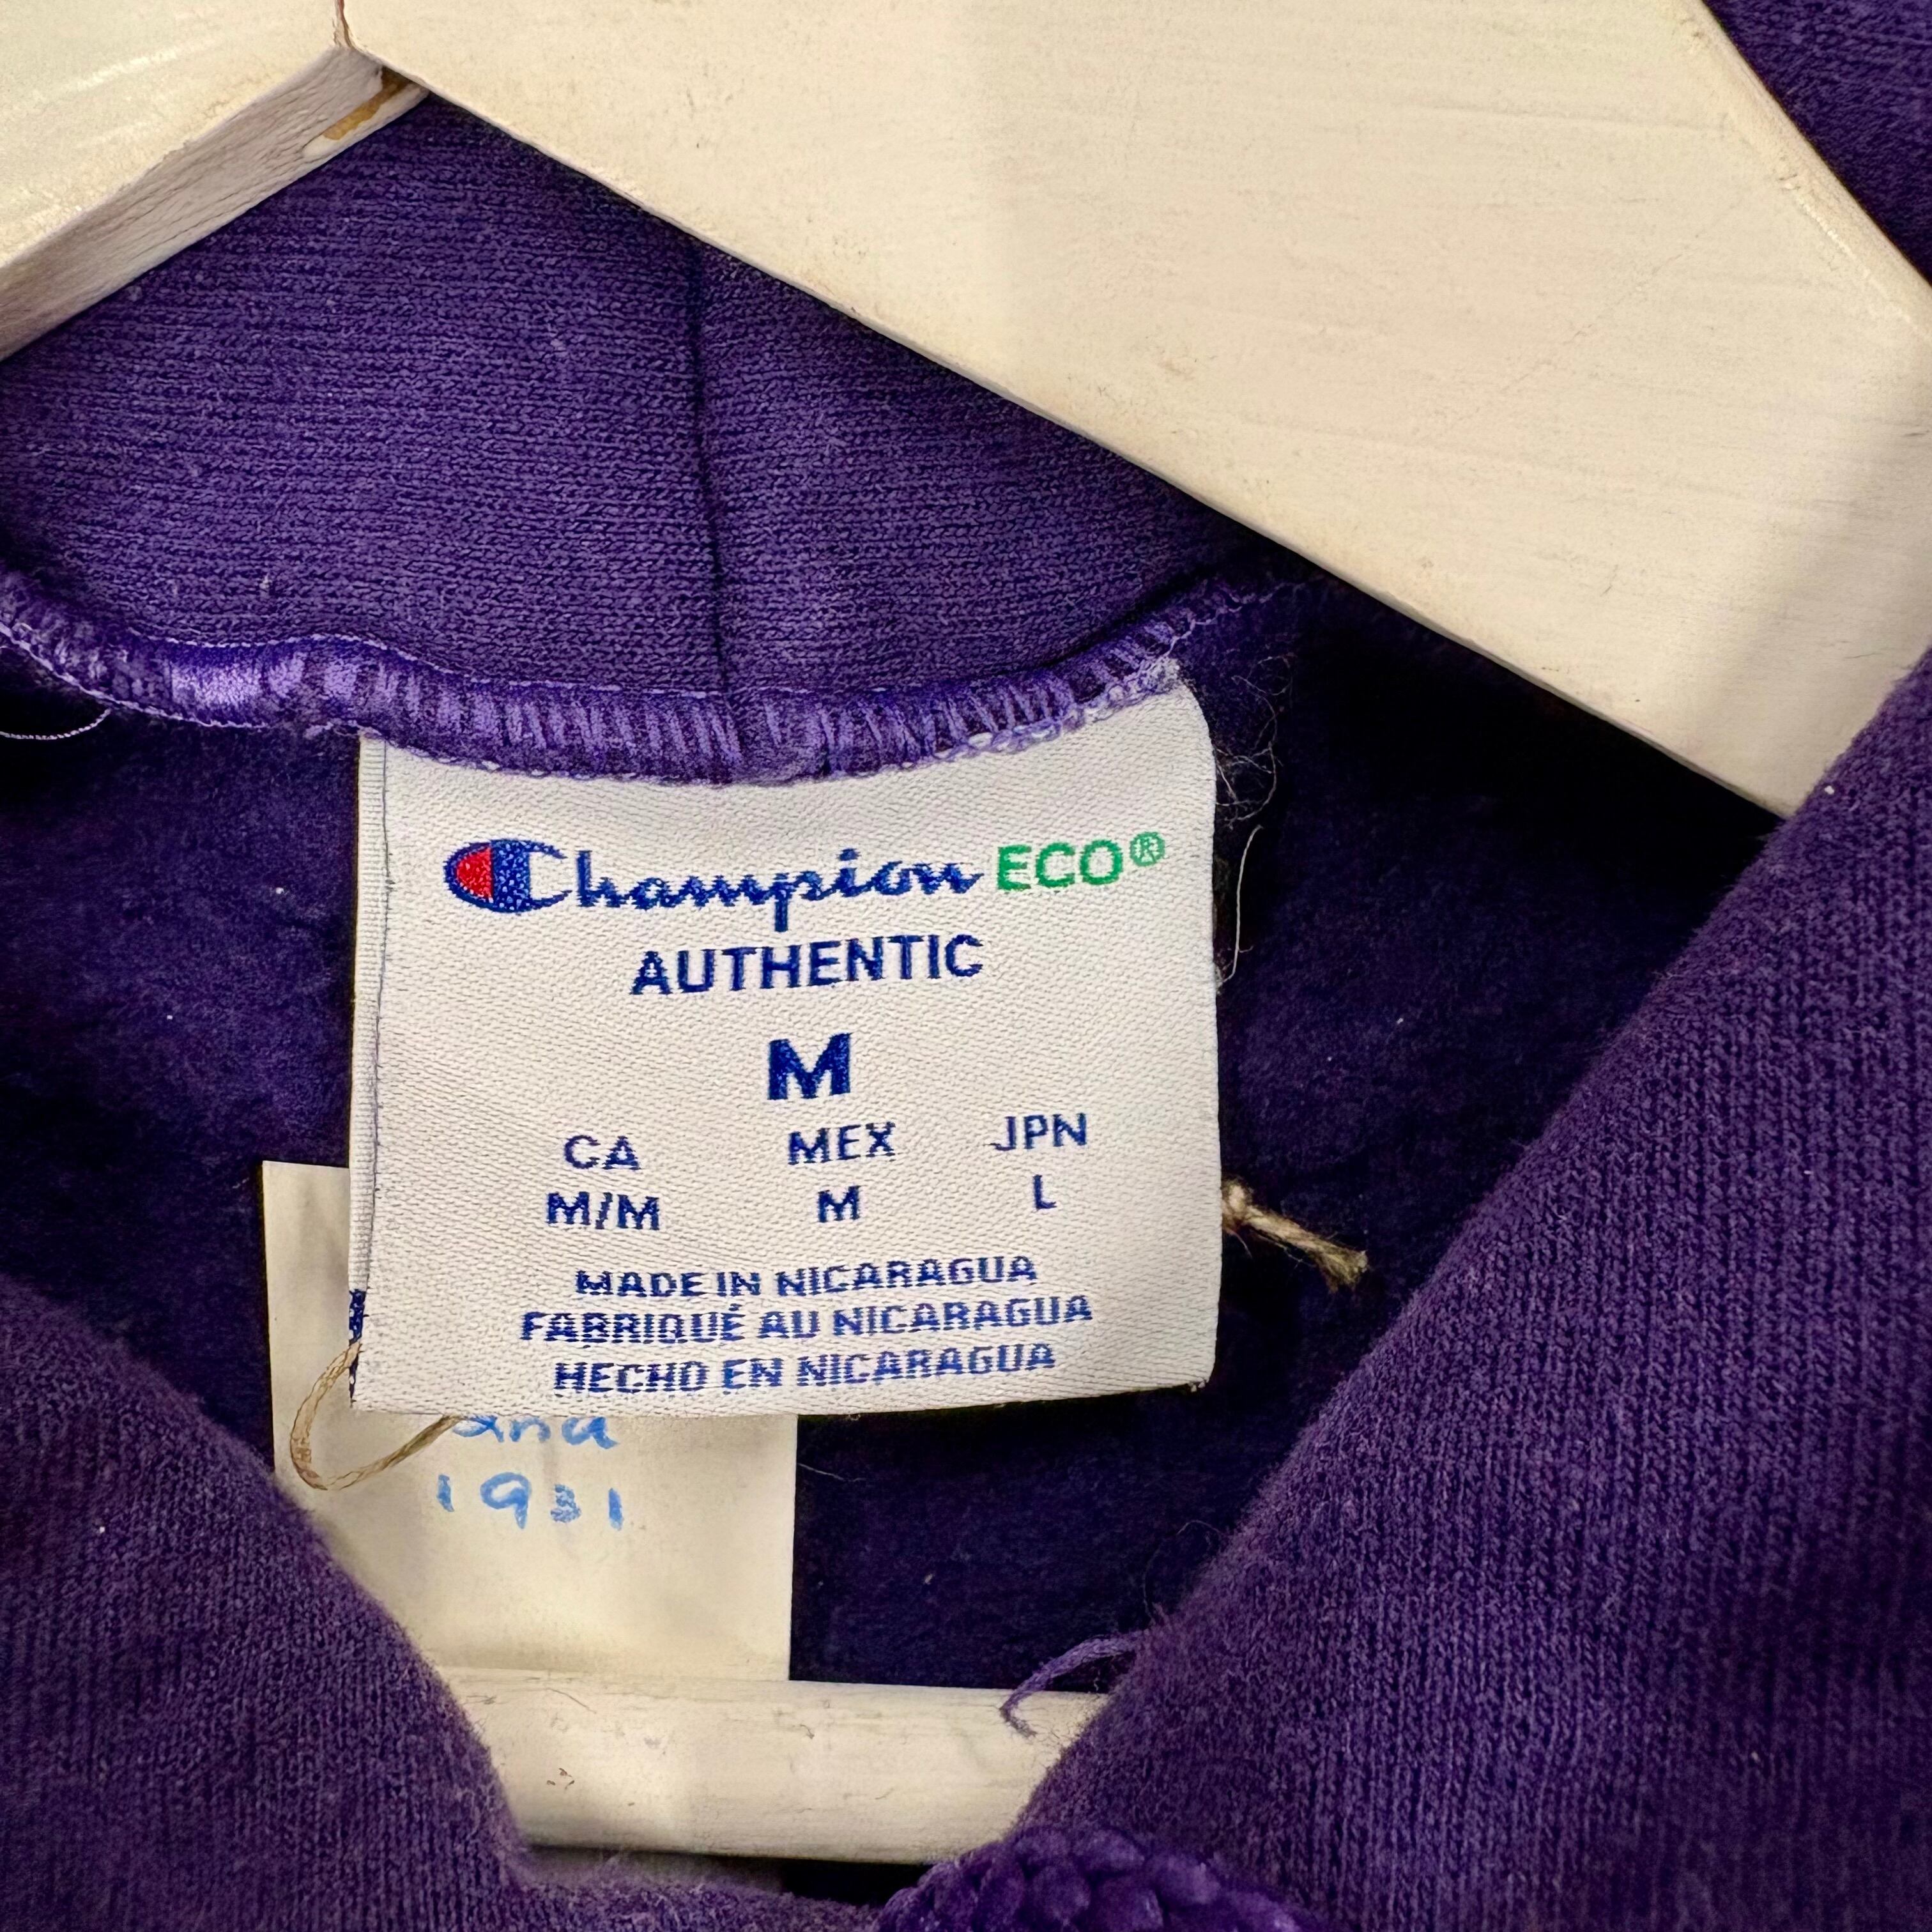 Champion ECO®
AUTHENTIC
M
CA MEX JPN
M/M M L
MADE IN NICARAGUA
FABRIQUÉ AU NICARAGUA
HECHO EN NICARAGUA
1931